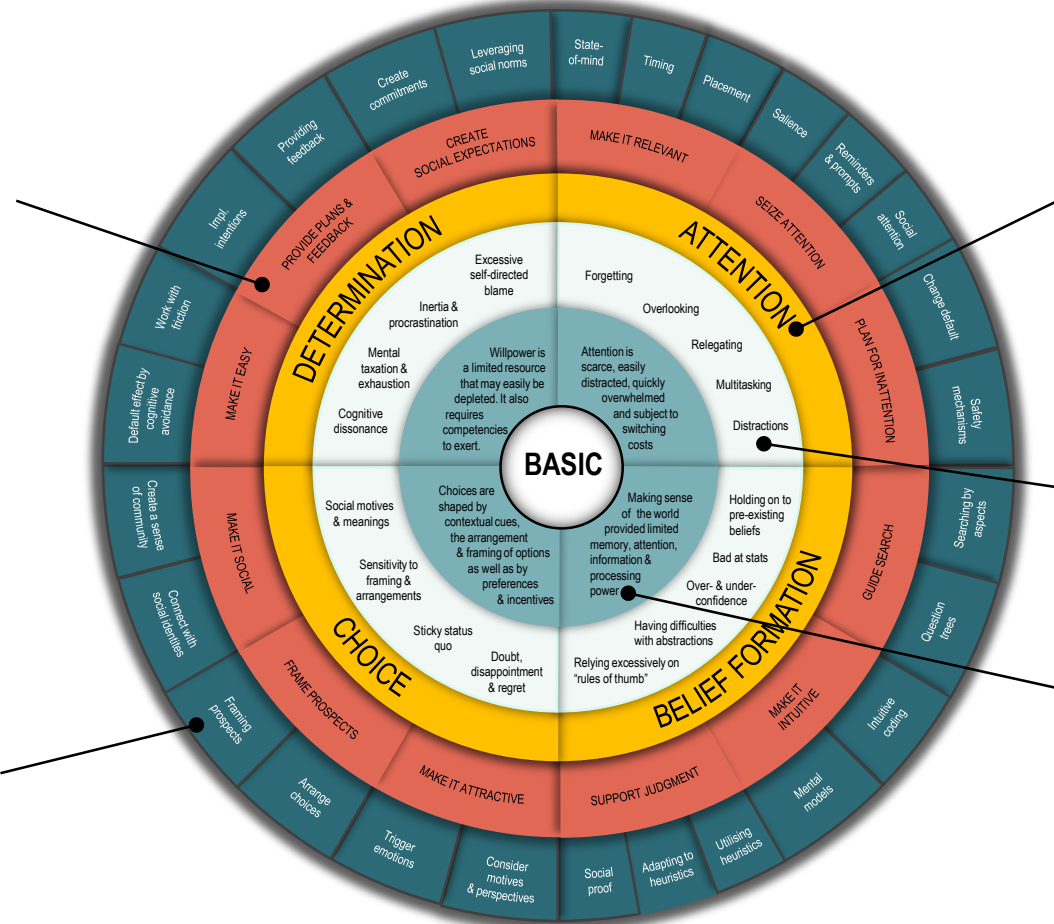 BASIC
Attention is
scarce, easily
distracted, quickly
overwhelmed
and subject to
switching
costs
Making sense
of the world
provided limited
memory, attention,
information &
processing
power
Choices are
shaped by
contextual cues,
the arrangement
& framing of options
as well as by
preferences
& incentives
Willpower is
a limited resource
that may easily be
depleted. It also
requires
competencies
to exert.
Forgetting
Overlooking
Relegating
Multitasking
Distractions
Holding on to
pre-existing
beliefs
Bad at stats
Over- & under-
confidence
Having difficulties
with abstractions
Relying excessively on
“rules of thumb”
Doubt,
disappointment
& regret
Sticky status
quo
Sensitivity to
framing &
arrangements
Social motives
& meanings
Cognitive
dissonance
Mental
taxation &
exhaustion
Inertia &
procrastination
Excessive
self-directed
blame
ATTENTION
BELIEF FORMATION
CHOICE
DETERMINATION
MAKE IT RELEVANT
SEIZE ATTENTION
PLAN FOR INATTENTION
GUIDE SEARCH
MAKE IT
INTUITIVE
SUPPORT JUDGMENT
MAKE IT ATTRACTIVE
FRAME PROSPECTS
MAKE IT SOCIAL
MAKE IT EASY
PROVIDE PLANS &
FEEDBACK
CREATE
SOCIAL EXPECTATIONS
State-
of-mind
Timing
Placement
Salience
Reminders
& prompts
Social
attention
Change default
Safety
mechanisms
Searching by
aspects
Question
trees
Intuitive
coding
Mental
models
Utilising
heuristics
Adapting to
heuristics
Social
proof
Consider
motives
& perspectives
Trigger
emotions
Arrange
choices
Framing
prospects
Connect with
social identites
Create a sense
of community
Default effect by
cognitive
avoidance
Work with
friction
Impl.
intentions
Providing
feedback
Create
commitments
Leveraging
social norms